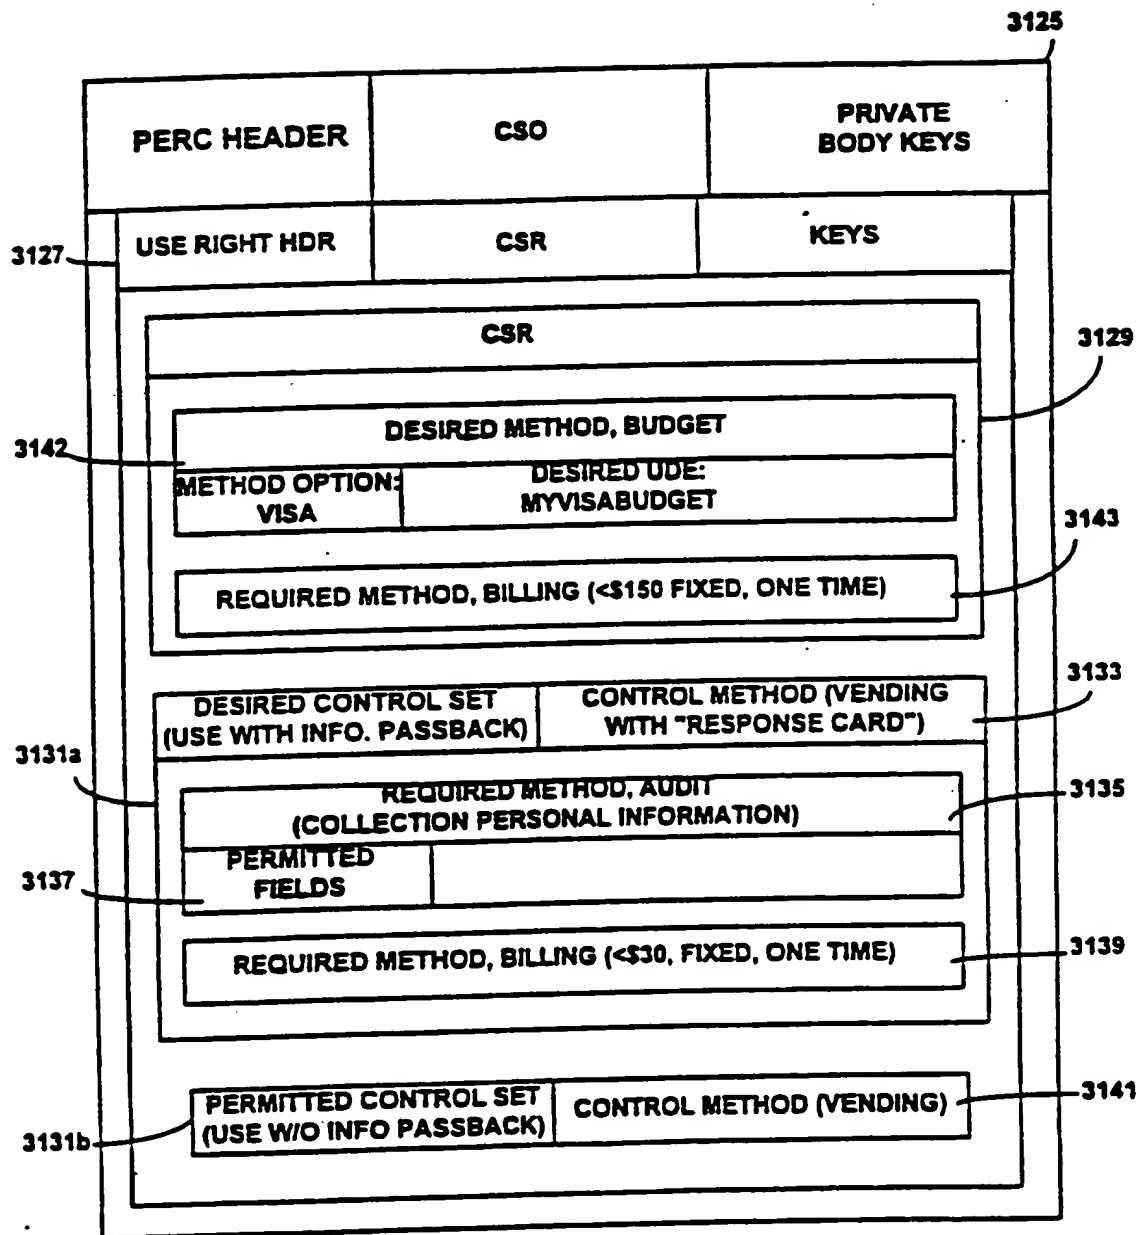 3125
PERC HEADER
CSO
PRIVATE
BODY KEYS
3127
USE RIGHT HDR
CSR
KEYS
CSR
3129
DESIRED METHOD, BUDGET
3142
METHOD OPTION:
VISA
DESIRED UDE:
MYVISABUDGET
3143
REQUIRED METHOD, BILLING (<$150 FIXED, ONE TIME)
DESIRED CONTROL SET
(USE WITH INFO. PASSBACK)
CONTROL METHOD (VENDING
WITH "RESPONSE CARD")
3133
3131a
REQUIRED METHOD, AUDIT
(COLLECTION PERSONAL INFORMATION)
3135
3137
PERMITTED
FIELDS
REQUIRED METHOD, BILLING (<$30, FIXED, ONE TIME)
3139
PERMITTED CONTROL SET
(USE W/O INFO PASSBACK)
CONTROL METHOD (VENDING)
3141
3131b